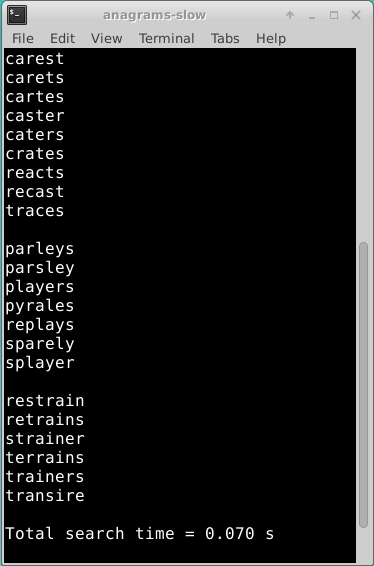 anagrams-slow
File Edit View Terminal Tabs Help
carest
carets
cartes
caster
caters
crates
reacts
recast
traces
parleys
parsley
players
pyrales
replays
sparely
splayer
restrain
retrains
strainer
terrains
trainers
transire
Total search time = 0.070 s